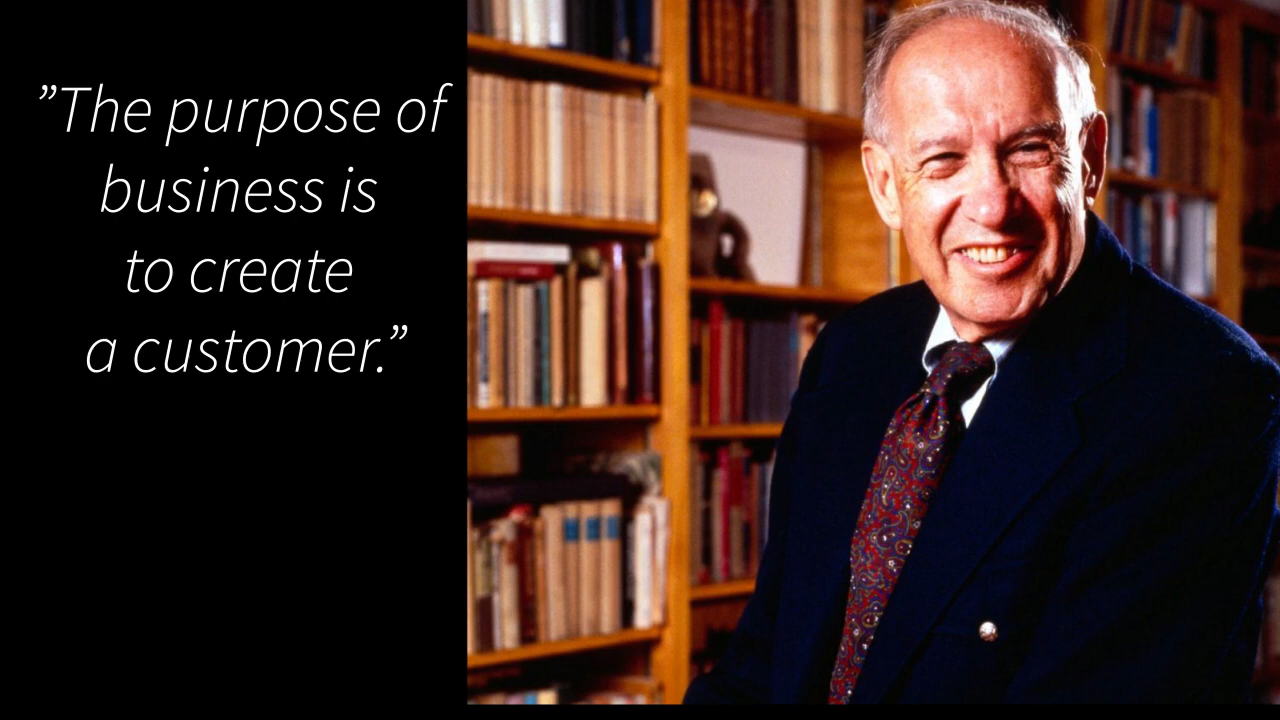 ”The purpose of
business is
to create
a customer.”